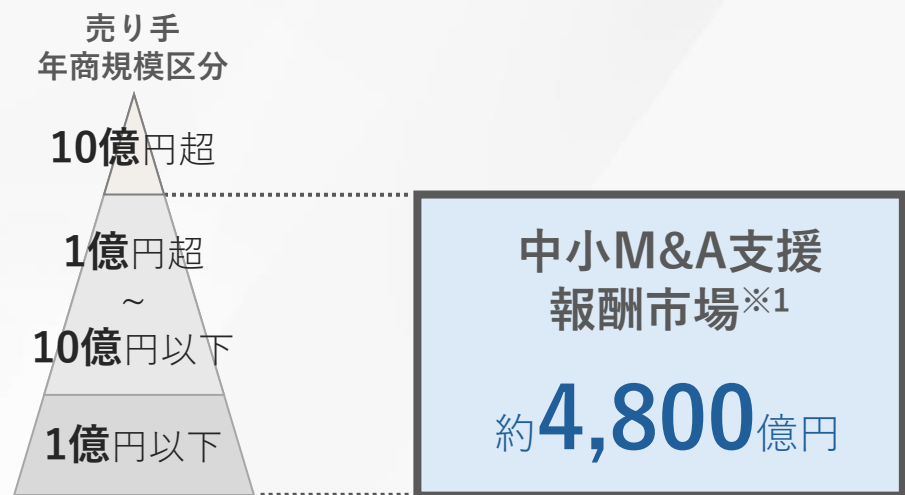 売り手
年商規模区分
10億円超
1億円超
~
10億円以下
1億円以下
中小M&A支援
報酬市場※1
約4,800億円